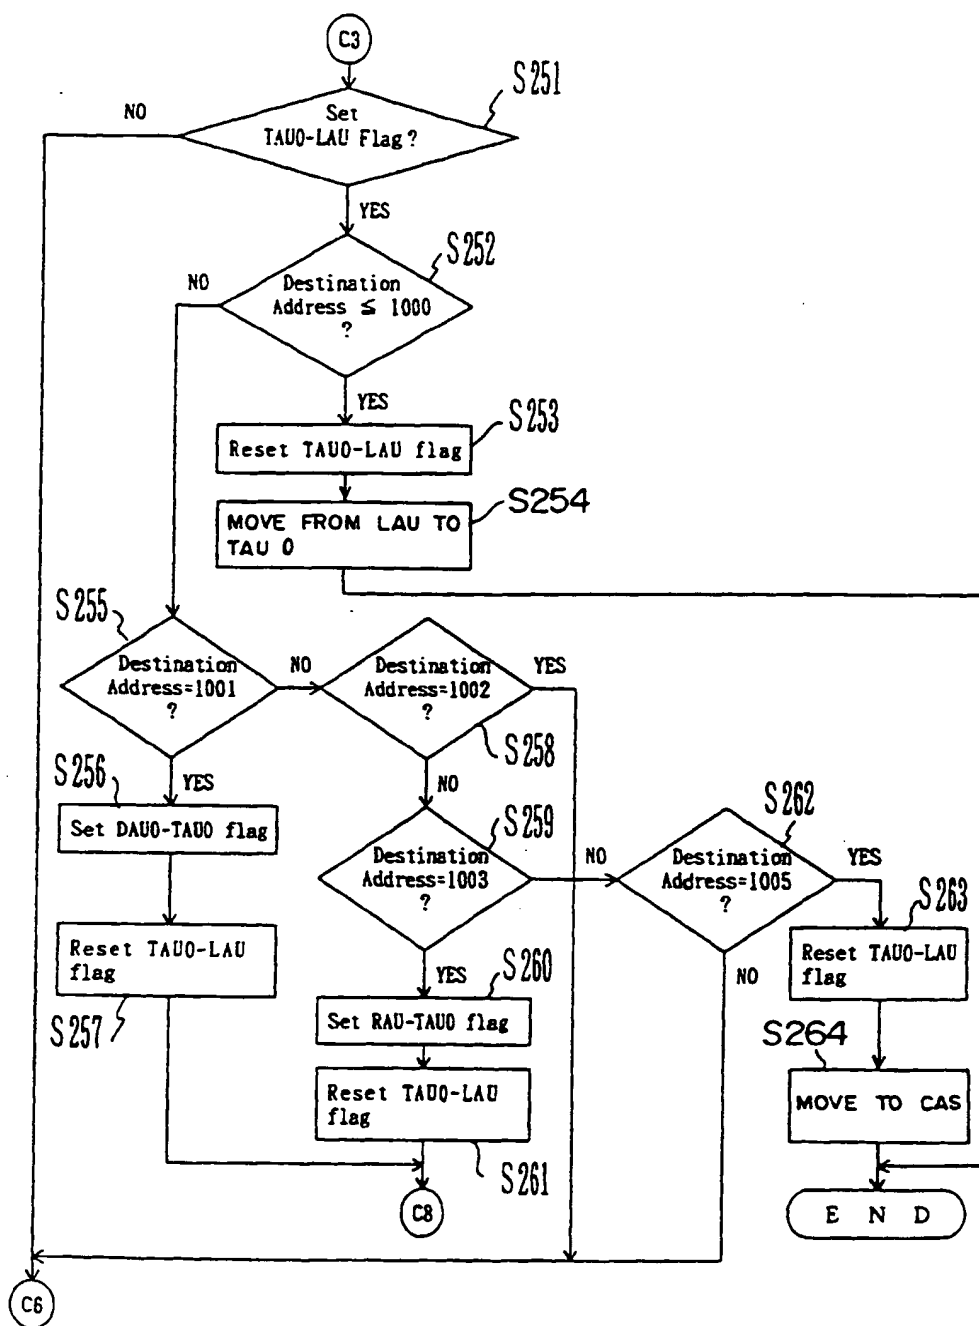 C3
S251
NO
Set
TAU0-LAU Flag?
YES
S252
NO
Destination
Address ≦ 1000
?
YES
S253
Reset TAU0-LAU flag
S254
MOVE FROM LAU TO
TAU 0
S255
Destination
Address=1001
?
NO
Destination
Address=1002
?
YES
S258
S256
YES
Set DAU0-TAU0 flag
NO
S259
Destination
Address=1003
?
NO
S262
Destination
Address=1005
?
YES
S263
Reset TAU0-LAU
flag
NO
Reset TAU0-LAU
flag
S257
YES
S260
Set RAU-TAU0 flag
S264
MOVE TO CAS
Reset TAU0-LAU
flag
S261
C8
E N D
C6